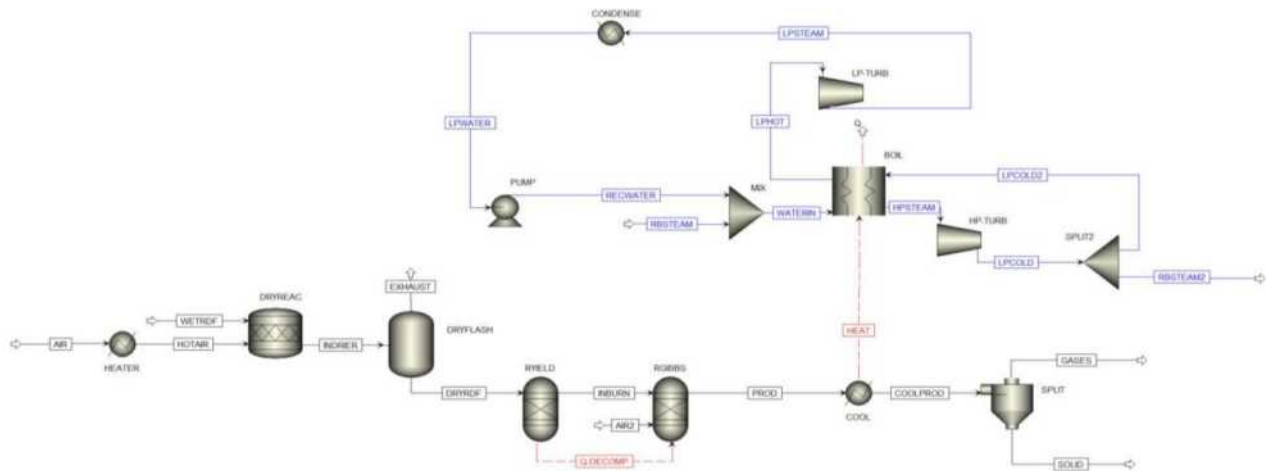 CONDENSE
LPSTEAM
LP-TURB
LPWATER
LPHOT
Q
BOIL
PUMP
RECWATER
MIX
LPCOLD2
RBSTEAM
WATERIN
HPSTEAM
HP-TURB
SPLIT2
LPCOLD
RBSTEAM2
EXHAUST
DRYREAC
WETRDF
DRYFLASH
AIR
HOTAIR
INDRIER
HEATER
HEAT
RYIELD
RGIBBS
GASES
DRYRDF
INBURN
PROD
COOLPROD
SPLIT
AIR2
COOL
Q-DECOMP
SOLID